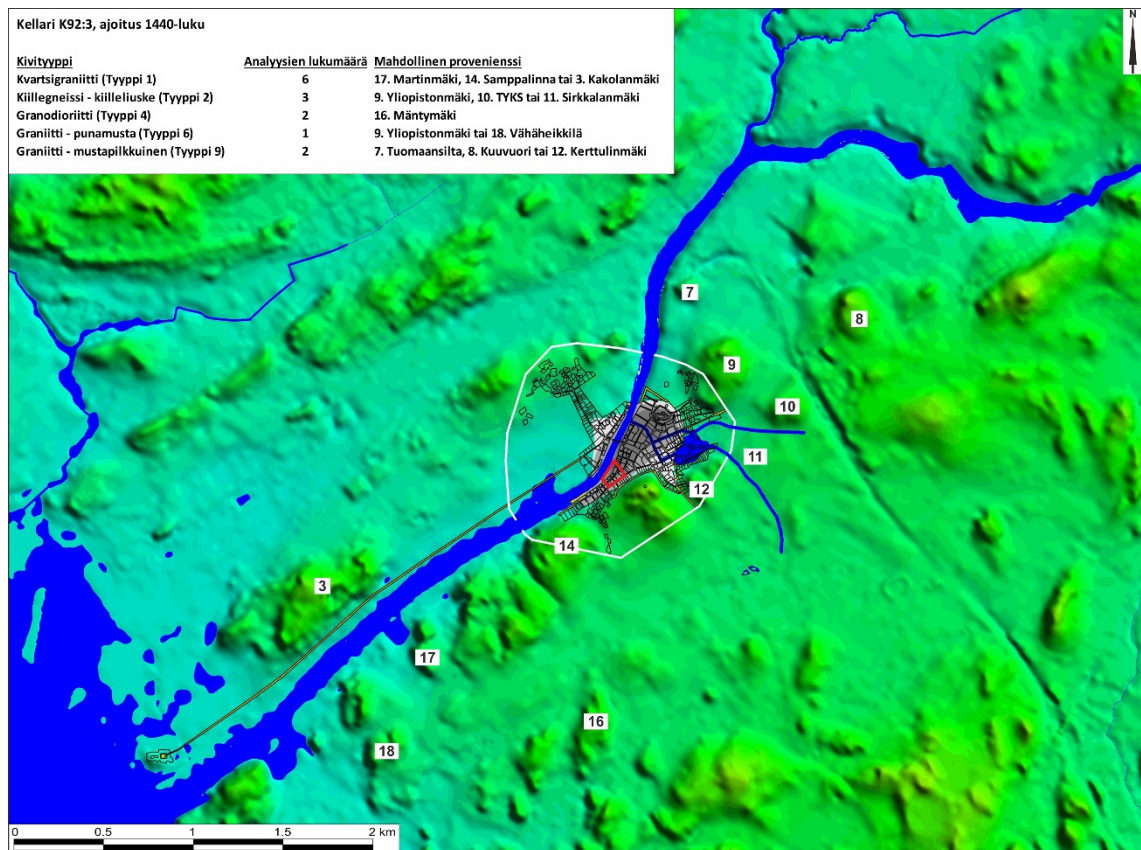 Kellari K92:3, ajoitus 1440-luku
Kivityyppi Analyysien lukumäärä Mahdollinen provenienssi
Kvartsigraniitti (Tyyppi 1) 6 17. Martinmäki, 14. Samppalinna tai 3. Kakolanmäki
Kiillegneissi - kiilleliuske (Tyyppi 2) 3 9. Yliopistonmäki, 10. TYKS tai 11. Sirkkalanmäki
Granodioriitti (Tyyppi 4) 2 16. Mäntymäki
Graniitti - punamusta (Tyyppi 6) 1 9. Yliopistonmäki tai 18. Vähäheikkilä
Graniitti - mustapilkkuinen (Tyyppi 9) 2 7. Tuomaansilta, 8. Kuuvuori tai 12. Kerttulinmäki
N
7
8
9
10
11
12
14
3
17
16
18
0 0.5 1 1.5 2 km